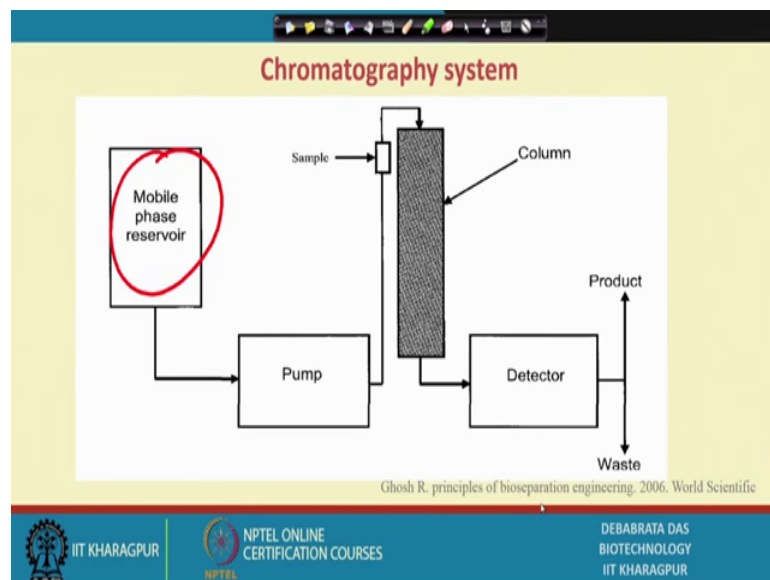 Chromatography system
Mobile
phase
reservoir
Sample
Column
Pump
Detector
Product
Waste
Ghosh R. principles of bioseparation engineering. 2006. World Scientific
IIT KHARAGPUR
NPTEL
NPTEL ONLINE
CERTIFICATION COURSES
DEBABRATA DAS
BIOTECHNOLOGY
IIT KHARAGPUR